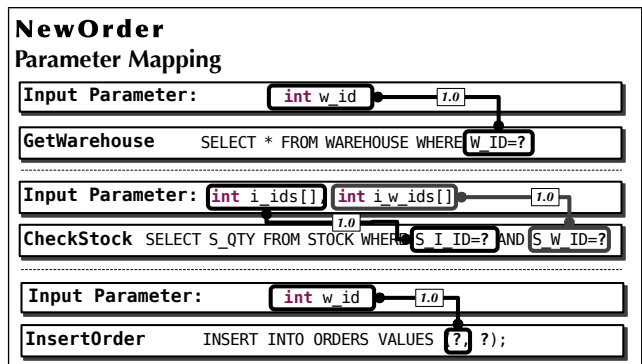 NewOrder
Parameter Mapping
Input Parameter: int w_id 1.0
GetWarehouse SELECT * FROM WAREHOUSE WHERE W_ID=?
Input Parameter: int i_ids[], int i_w_ids[] 1.0
1.0
CheckStock SELECT S_QTY FROM STOCK WHERE S_I_ID=? AND S_W_ID=?
Input Parameter: int w_id 1.0
InsertOrder INSERT INTO ORDERS VALUES (?, ?);